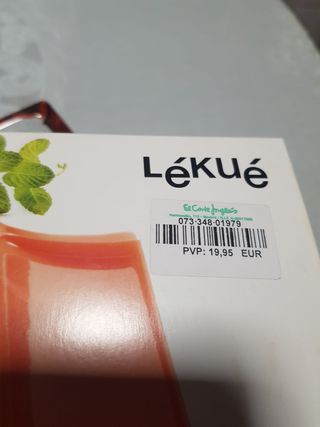 LéKué
El Corte Inglés
073-348-01979
PVP: 19,95 EUR